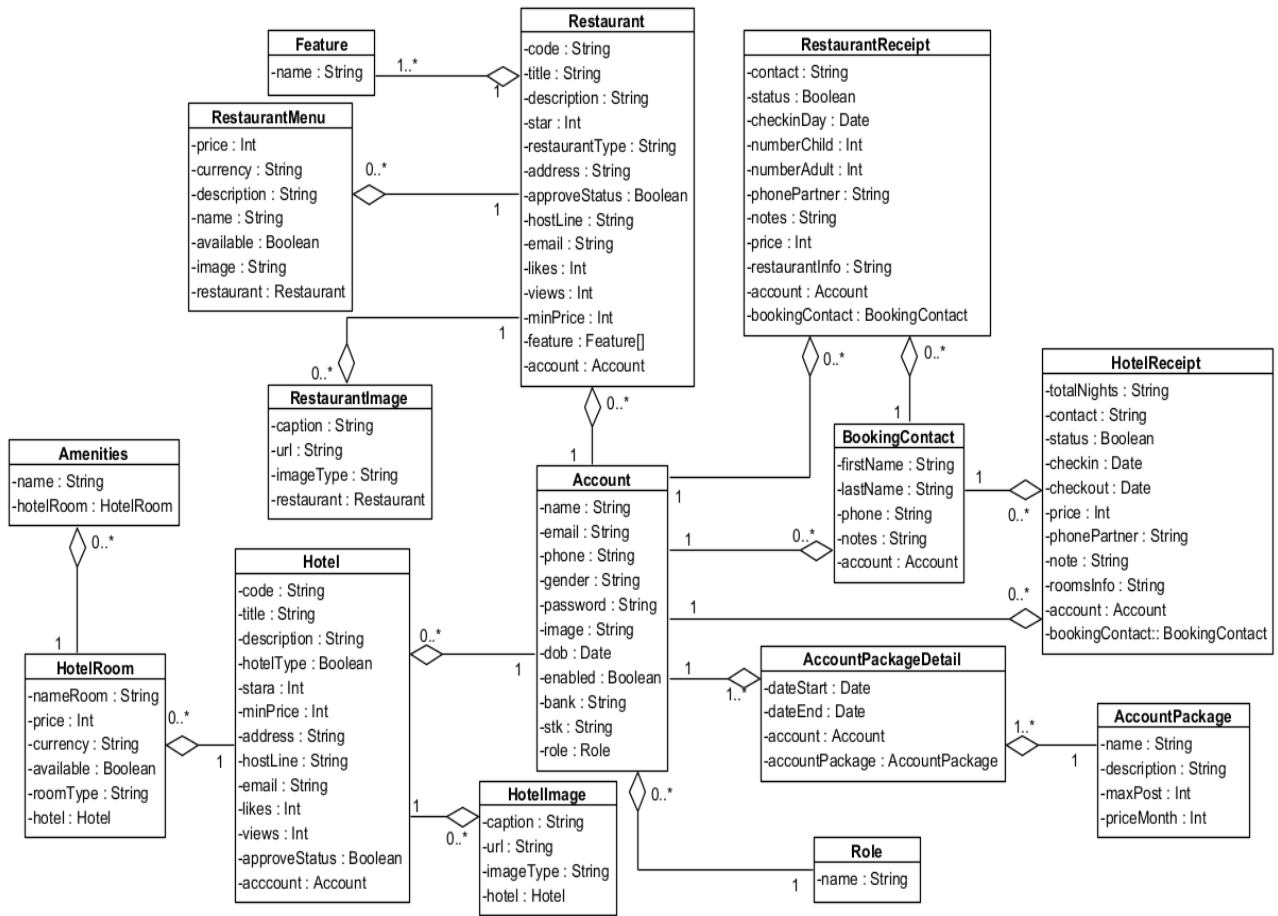 Feature
-name : String
1..*
1
Restaurant
-code : String
-title : String
-description : String
-star : Int
-restaurantType : String
-address : String
-approveStatus : Boolean
-hostLine : String
-email : String
-likes : Int
-views : Int
-minPrice : Int
-feature : Feature[]
-account : Account
RestaurantMenu
-price : Int
-currency : String
-description : String
-name : String
-available : Boolean
-image : String
-restaurant : Restaurant
0..*
1
1
0..*
RestaurantImage
-caption : String
-url : String
-imageType : String
-restaurant : Restaurant
0..*
1
RestaurantReceipt
-contact : String
-status : Boolean
-checkinDay : Date
-numberChild : Int
-numberAdult : Int
-phonePartner : String
-notes : String
-price : Int
-restaurantInfo : String
-account : Account
-bookingContact : BookingContact
0..*
0..*
1
1
BookingContact
-firstName : String
-lastName : String
-phone : String
-notes : String
-account : Account
1
0..*
HotelReceipt
-totalNights : String
-contact : String
-status : Boolean
-checkin : Date
-checkout : Date
-price : Int
-phonePartner : String
-note : String
-roomsInfo : String
-account : Account
-bookingContact:: BookingContact
Account
-name : String
-email : String
-phone : String
-gender : String
-password : String
-image : String
-dob : Date
-enabled : Boolean
-bank : String
-stk : String
-role : Role
1
0..*
1
0..*
1
1..*
Amenities
-name : String
-hotelRoom : HotelRoom
0..*
1
HotelRoom
-nameRoom : String
-price : Int
-currency : String
-available : Boolean
-roomType : String
-hotel : Hotel
0..*
1
Hotel
-code : String
-title : String
-description : String
-hotelType : Boolean
-stara : Int
-minPrice : Int
-address : String
-hostLine : String
-email : String
-likes : Int
-views : Int
-approveStatus : Boolean
-acccount : Account
0..*
1
1
0..*
HotelImage
-caption : String
-url : String
-imageType : String
-hotel : Hotel
AccountPackageDetail
-dateStart : Date
-dateEnd : Date
-account : Account
-accountPackage : AccountPackage
1..*
1
AccountPackage
-name : String
-description : String
-maxPost : Int
-priceMonth : Int
0..*
1
Role
-name : String